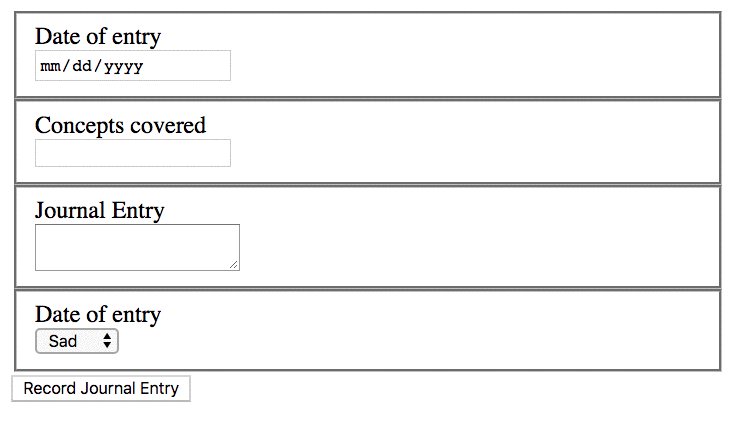 Date of entry
mm/dd/yyyy
Concepts covered
Journal Entry
Date of entry
Sad
Record Journal Entry